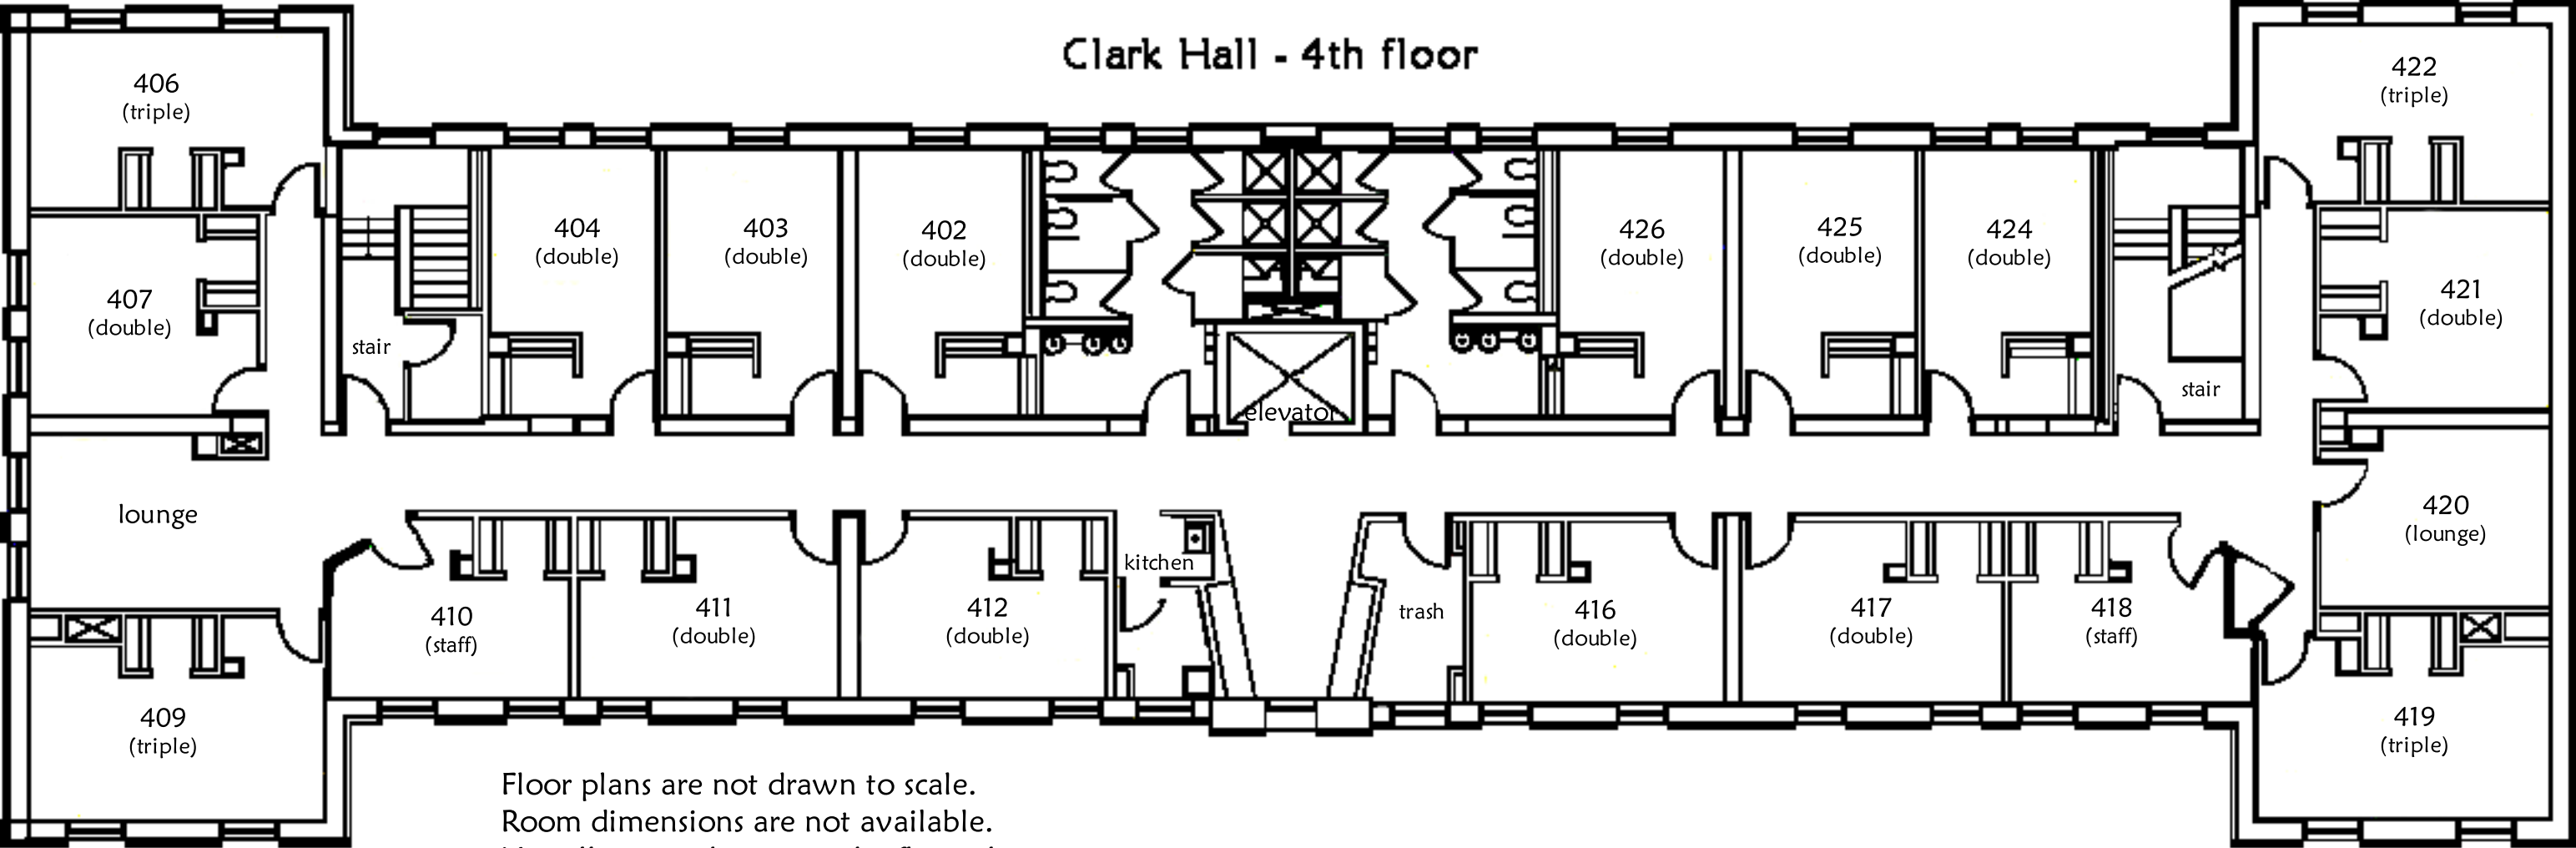 Clark Hall - 4th floor
406
(triple)
422
(triple)
404
(double)
403
(double)
402
(double)
426
(double)
425
(double)
424
(double)
407
(double)
421
(double)
stair
stair
elevator
lounge
420
(lounge)
kitchen
trash
410
(staff)
411
(double)
412
(double)
416
(double)
417
(double)
418
(staff)
409
(triple)
419
(triple)
Floor plans are not drawn to scale.
Room dimensions are not available.